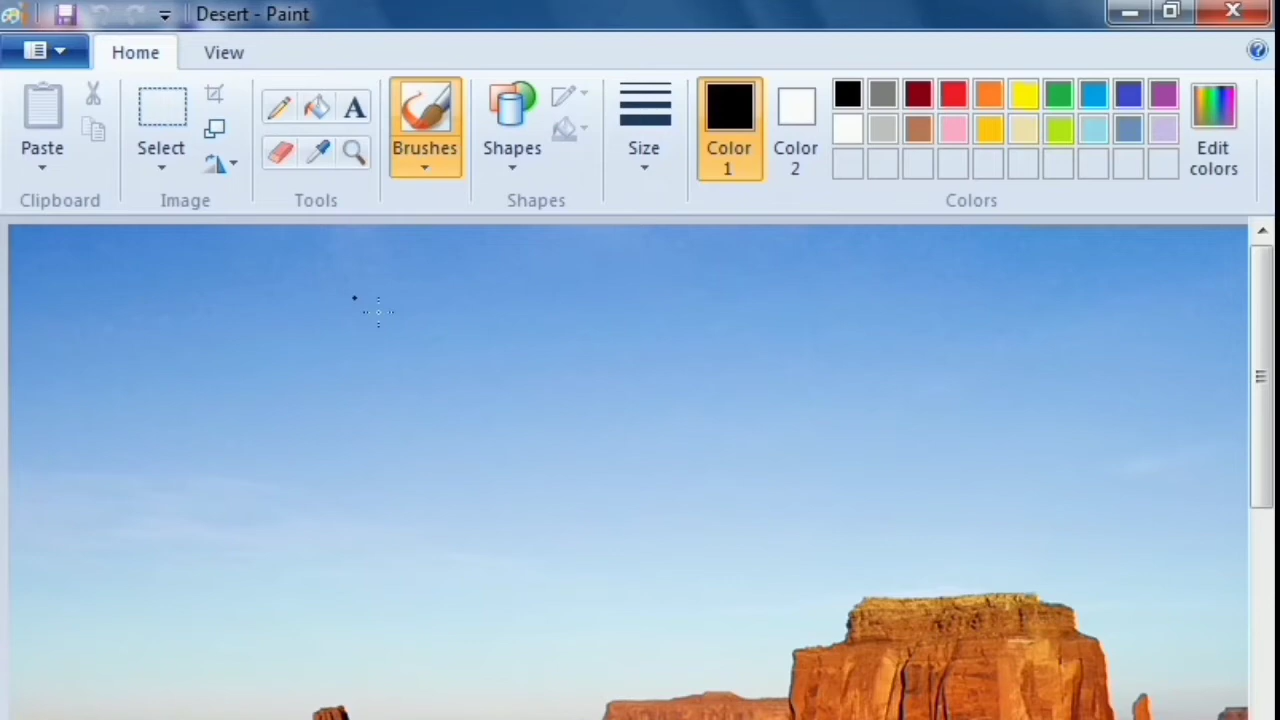 Desert - Paint
Home View
Paste Select Brushes Shapes Size Color 1 Color 2 Edit colors
Clipboard Image Tools Shapes Colors